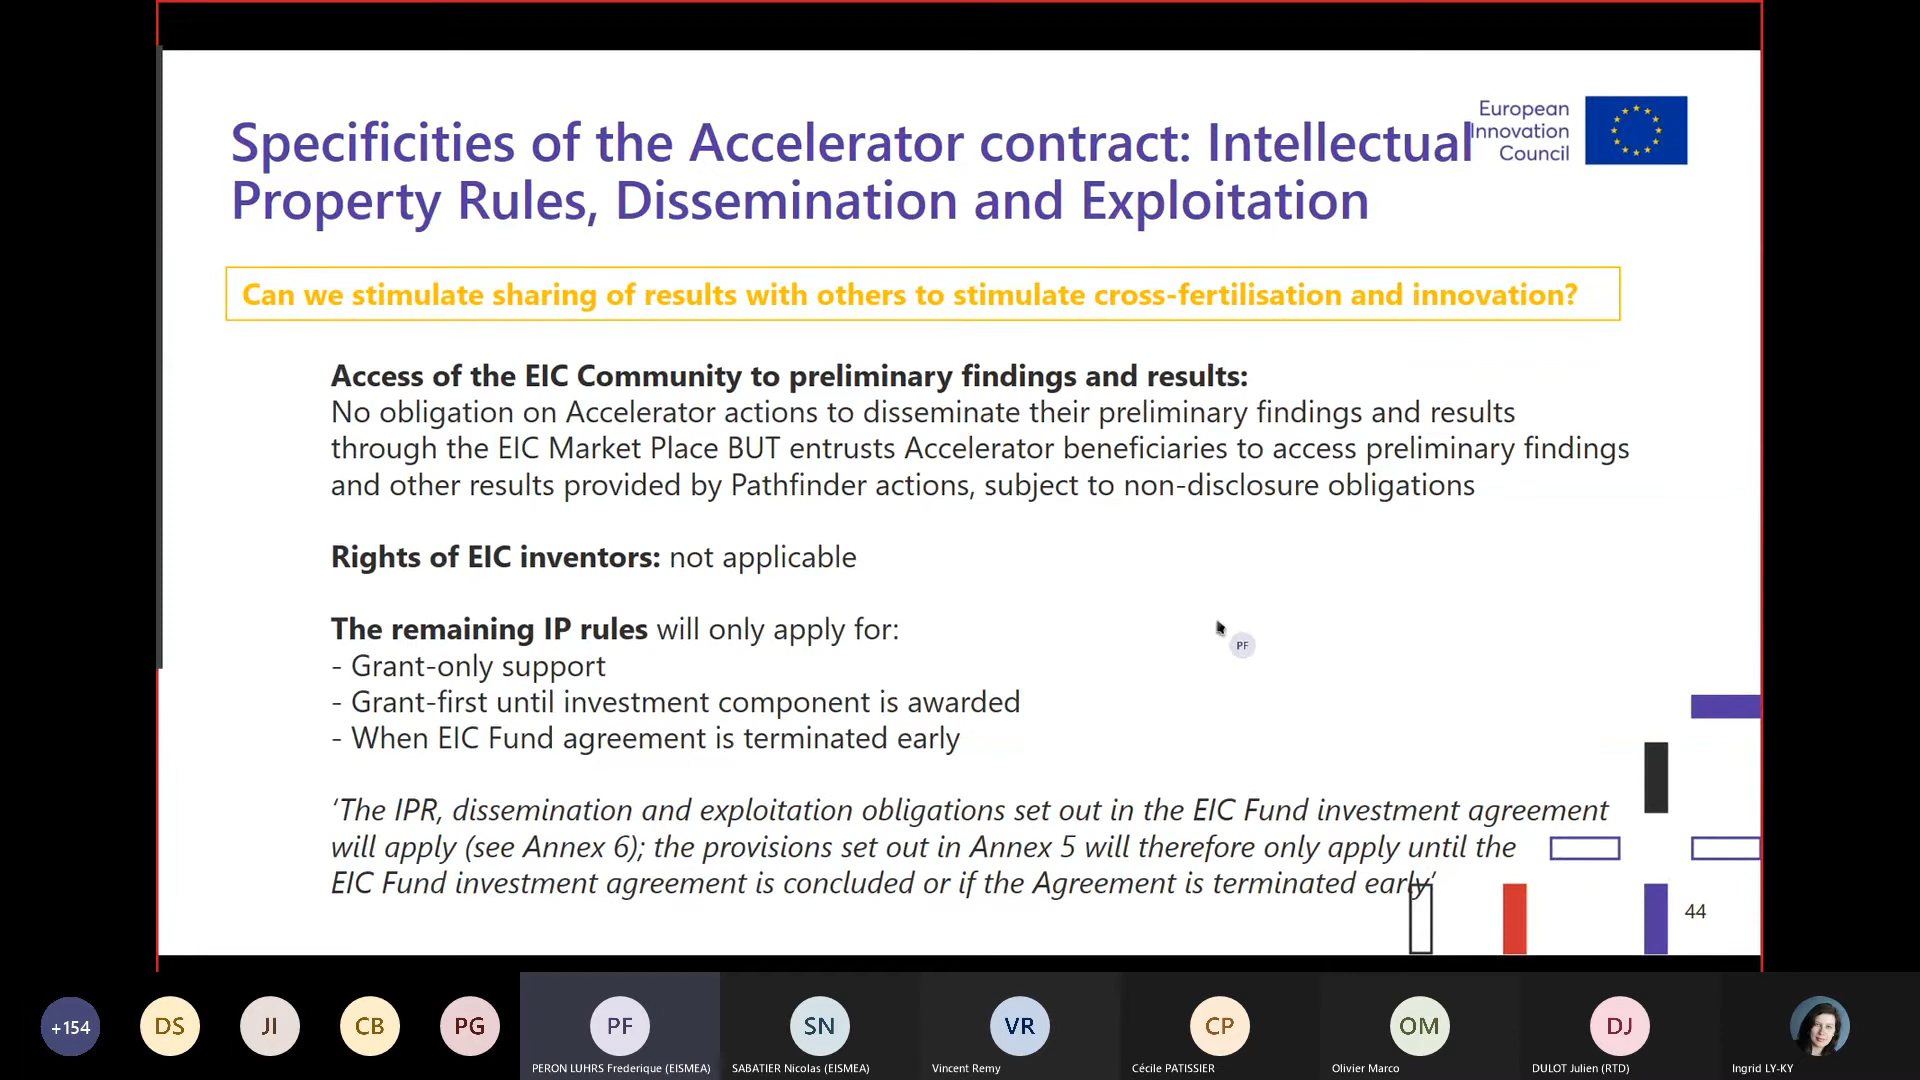 European
Innovation
Council
Specificities of the Accelerator contract: Intellectual
Property Rules, Dissemination and Exploitation
Can we stimulate sharing of results with others to stimulate cross-fertilisation and innovation?
Access of the EIC Community to preliminary findings and results:
No obligation on Accelerator actions to disseminate their preliminary findings and results
through the EIC Market Place BUT entrusts Accelerator beneficiaries to access preliminary findings
and other results provided by Pathfinder actions, subject to non-disclosure obligations
Rights of EIC inventors: not applicable
The remaining IP rules will only apply for:
- Grant-only support
- Grant-first until investment component is awarded
- When EIC Fund agreement is terminated early
PF
‘The IPR, dissemination and exploitation obligations set out in the EIC Fund investment agreement
will apply (see Annex 6); the provisions set out in Annex 5 will therefore only apply until the
EIC Fund investment agreement is concluded or if the Agreement is terminated early’
44
+154
DS
JI
CB
PG
PF
SN
VR
CP
OM
DJ
PERON LUHRS Frederique (EISMEA)
SABATIER Nicolas (EISMEA)
Vincent Remy
Cécile PATISSIER
Olivier Marco
DULOT Julien (RTD)
Ingrid LY-KY